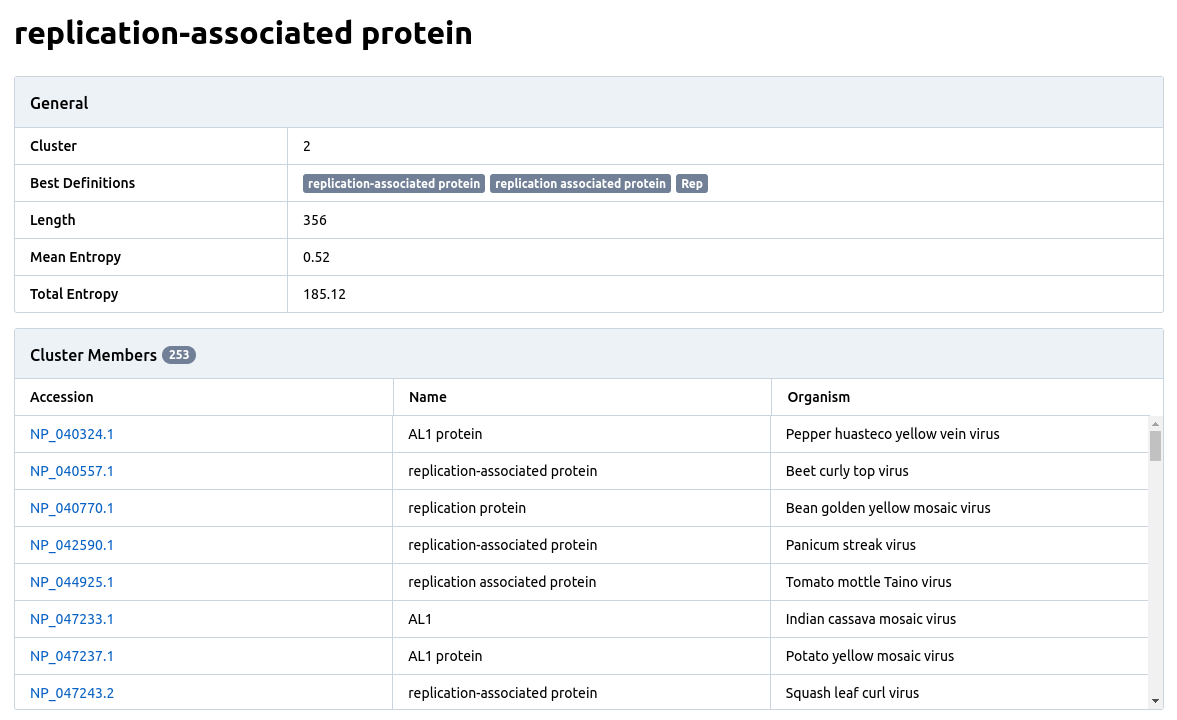 replication-associated protein
General
Cluster 2
Best Definitions replication-associated protein replication associated protein Rep
Length 356
Mean Entropy 0.52
Total Entropy 185.12
Cluster Members 253
Accession Name Organism
NP_040324.1 AL1 protein Pepper huasteco yellow vein virus
NP_040557.1 replication-associated protein Beet curly top virus
NP_040770.1 replication protein Bean golden yellow mosaic virus
NP_042590.1 replication-associated protein Panicum streak virus
NP_044925.1 replication associated protein Tomato mottle Taino virus
NP_047233.1 AL1 Indian cassava mosaic virus
NP_047237.1 AL1 protein Potato yellow mosaic virus
NP_047243.2 replication-associated protein Squash leaf curl virus